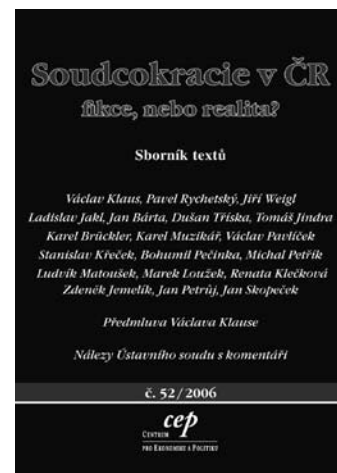 Soudcokracie v ČR
fikce, nebo realita?
Sborník textů
Václav Klaus, Pavel Rychetský, Jiří Weigl
Ladislav Jakl, Jan Bárta, Dušan Tříska, Tomáš Jindra
Karel Brückler, Karel Muzikář, Václav Pavlíček
Stanislav Křeček, Bohumil Pečinka, Michal Petřík
Ludvík Matoušek, Marek Loužek, Renata Klečková
Zdeněk Jemelík, Jan Petrůj, Jan Skopeček
Předmluva Václava Klause
Nálezy Ústavního soudu s komentáři
č. 52/2006
cep
CENTRUM
PRO EKONOMIKU A POLITIKU